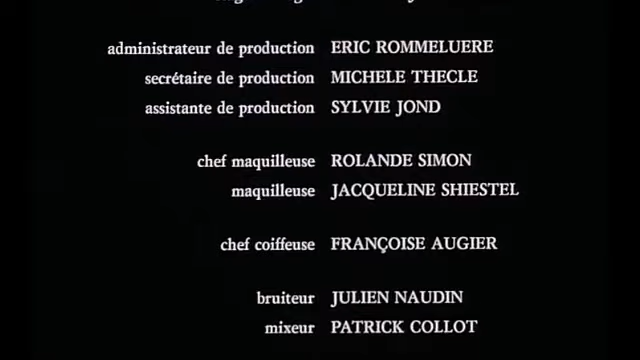 administrateur de production ERIC ROMMELUERE
secrétaire de production MICHELE THECLE
assistante de production SYLVIE JOND
chef maquilleuse ROLANDE SIMON
maquilleuse JACQUELINE SHIESTEL
chef coiffeuse FRANÇOISE AUGIER
bruiteur JULIEN NAUDIN
mixeur PATRICK COLLOT